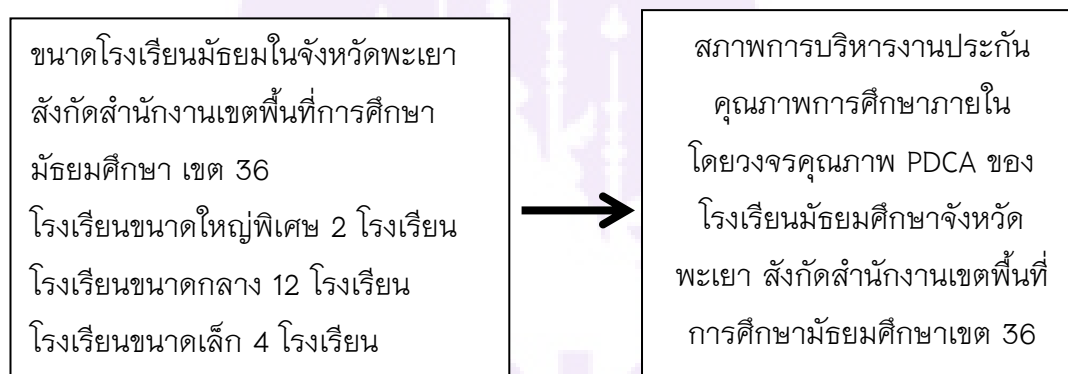 ขนาดโรงเรียนมัธยมในจังหวัดพะเยา
สังกัดสำนักงานเขตพื้นที่การศึกษา
มัธยมศึกษา เขต 36
โรงเรียนขนาดใหญ่พิเศษ 2 โรงเรียน
โรงเรียนขนาดกลาง 12 โรงเรียน
โรงเรียนขนาดเล็ก 4 โรงเรียน
สภาพการบริหารงานประกัน
คุณภาพการศึกษาภายใน
โดยวงจรคุณภาพ PDCA ของ
โรงเรียนมัธยมศึกษาจังหวัด
พะเยา สังกัดสำนักงานเขตพื้นที่
การศึกษามัธยมศึกษาเขต 36